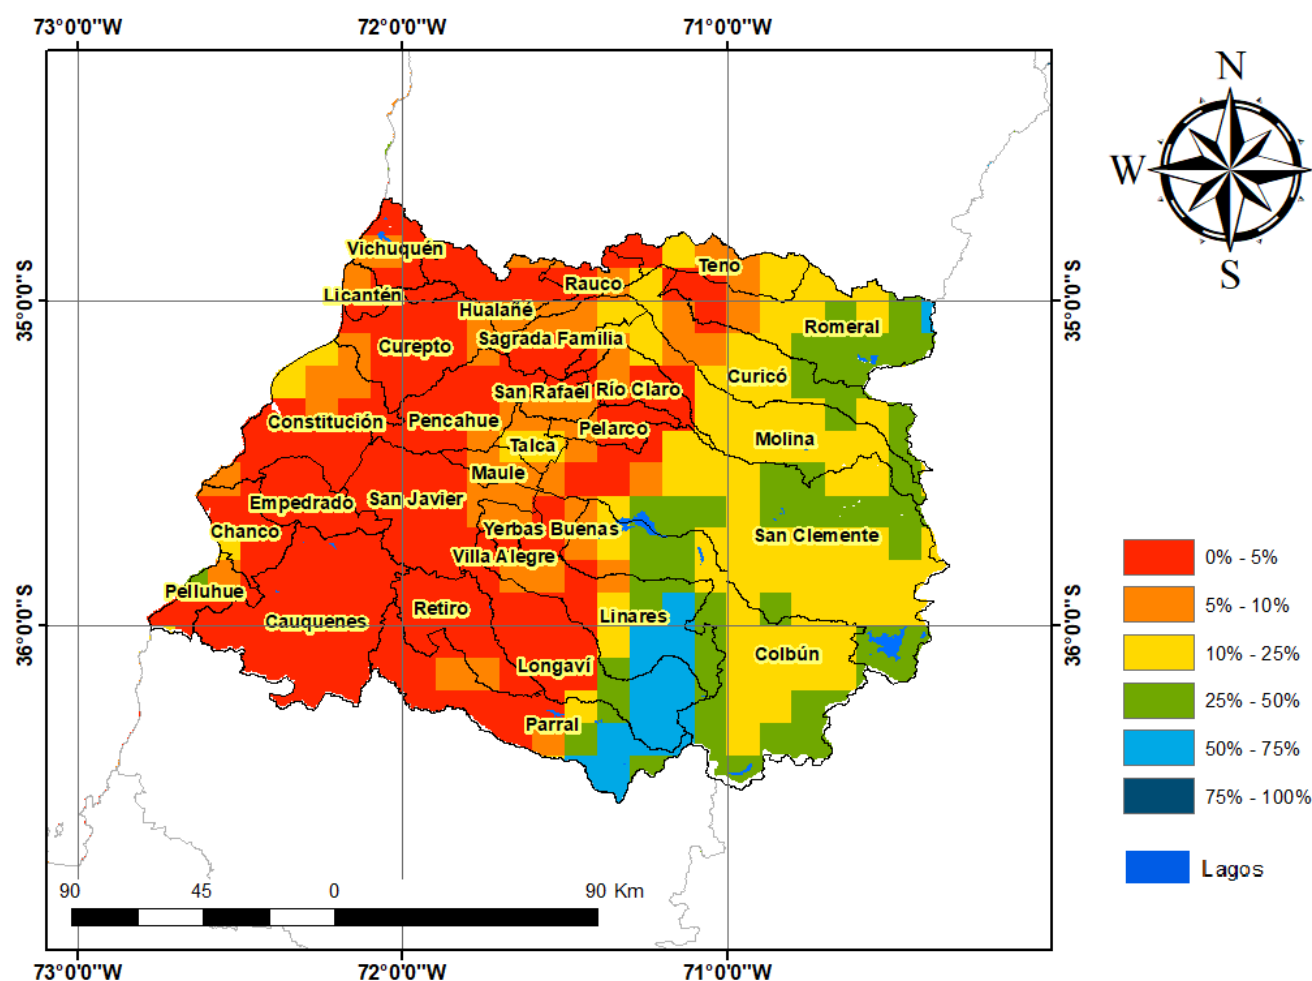 73°0'0"W 72°0'0"W 71°0'0"W
N
W
S
35°0'0"S
35°0'0"S
36°0'0"S
36°0'0"S
Vichuquén
Teno
Rauco
Licantén
Hualañé
Romeral
Sagrada Familia
Curepto
Curicó
San Rafael
Río Claro
Constitución
Pencahue
Pelarco
Molina
Talca
Maule
Empedrado
San Javier
Chanco
Yerbas Buenas
San Clemente
Villa Alegre
Pelluhue
Retiro
Cauquenes
Linares
Colbún
Longaví
Parral
0% - 5%
5% - 10%
10% - 25%
25% - 50%
50% - 75%
75% - 100%
Lagos
90 45 0 90 Km
73°0'0"W 72°0'0"W 71°0'0"W